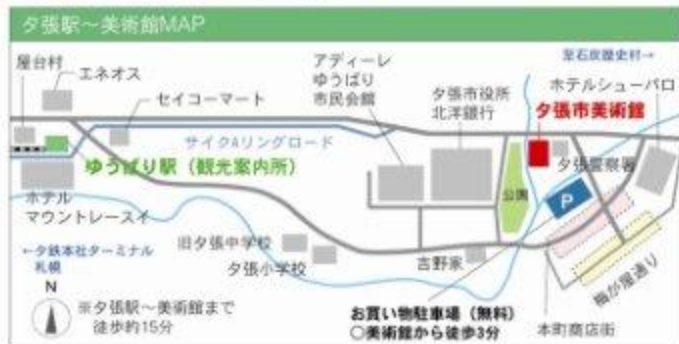 夕張駅～美術館MAP
屋台村
エネオス
セイコーマート
アディーレ
ゆうばり
市民会館
夕張市役所
北洋銀行
至石炭歴史村→
ホテルシューパロ
夕張市美術館
サイクAリングロード
ゆうばり駅（観光案内所）
夕張警察署
公園
P
ホテル
マウントレースイ
旧夕張中学校
夕張小学校
吉野家
←夕鉄本社ターミナル
札幌
N
※夕張駅～美術館まで
徒歩約15分
お買い物駐車場（無料）
○美術館から徒歩3分
本町商店街
梅が屋通り